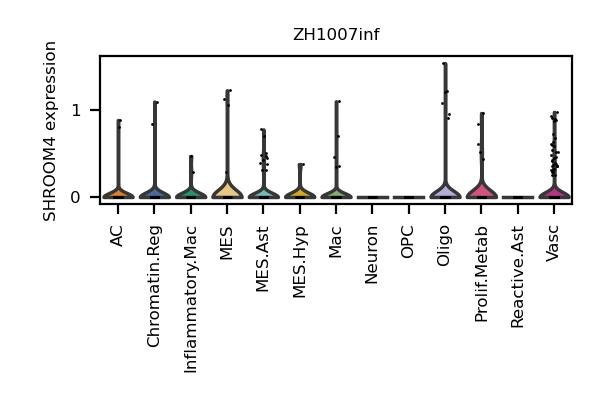 ZH1007inf
SHROOM4 expression
1
0
AC
Chromatin.Reg
Inflammatory.Mac
MES
MES.Ast
MES.Hyp
Mac
Neuron
OPC
Oligo
Prolif.Metab
Reactive.Ast
Vasc